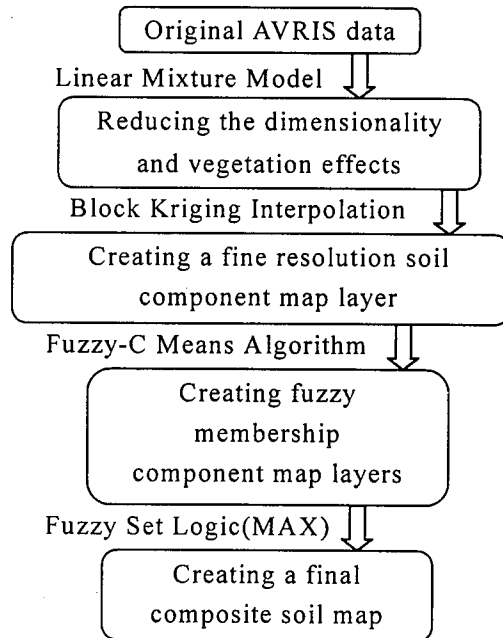 Original AVRIS data
Linear Mixture Model
Reducing the dimensionality
and vegetation effects
Block Kriging Interpolation
Creating a fine resolution soil
component map layer
Fuzzy-C Means Algorithm
Creating fuzzy
membership
component map layers
Fuzzy Set Logic(MAX)
Creating a final
composite soil map